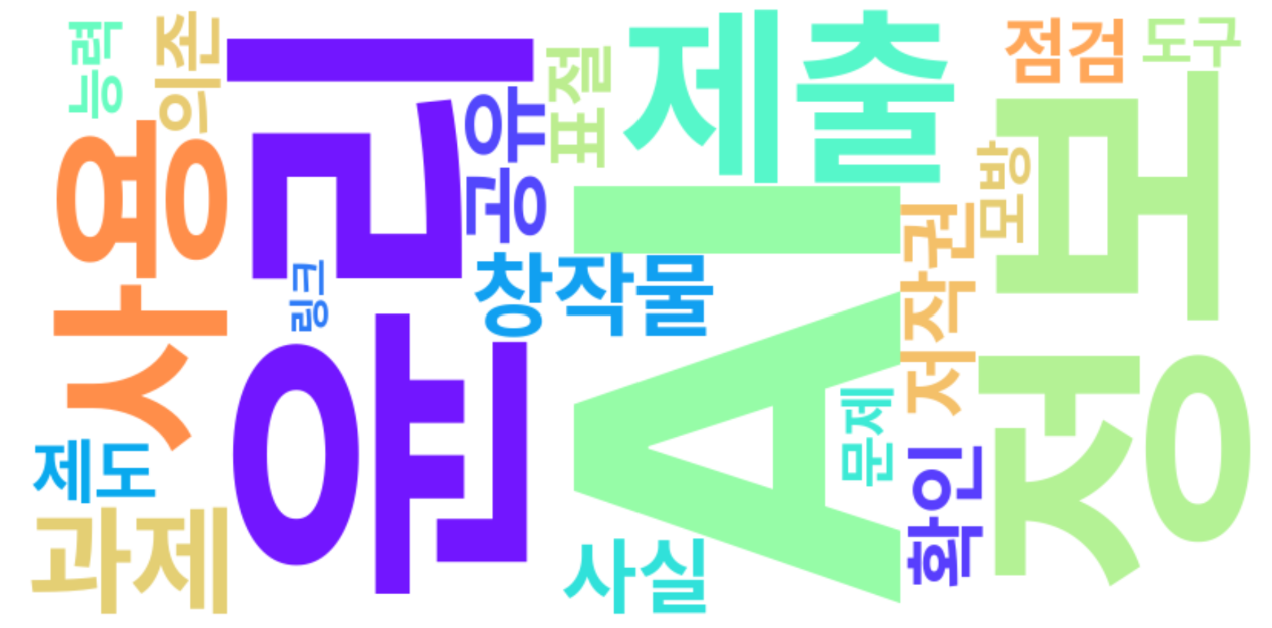 능력
의존
사용
제도
과제
윤리
링크
공유
표절
창작물
제출
AI
사실
문제
저작권
확인
모방
점검
도구
정보